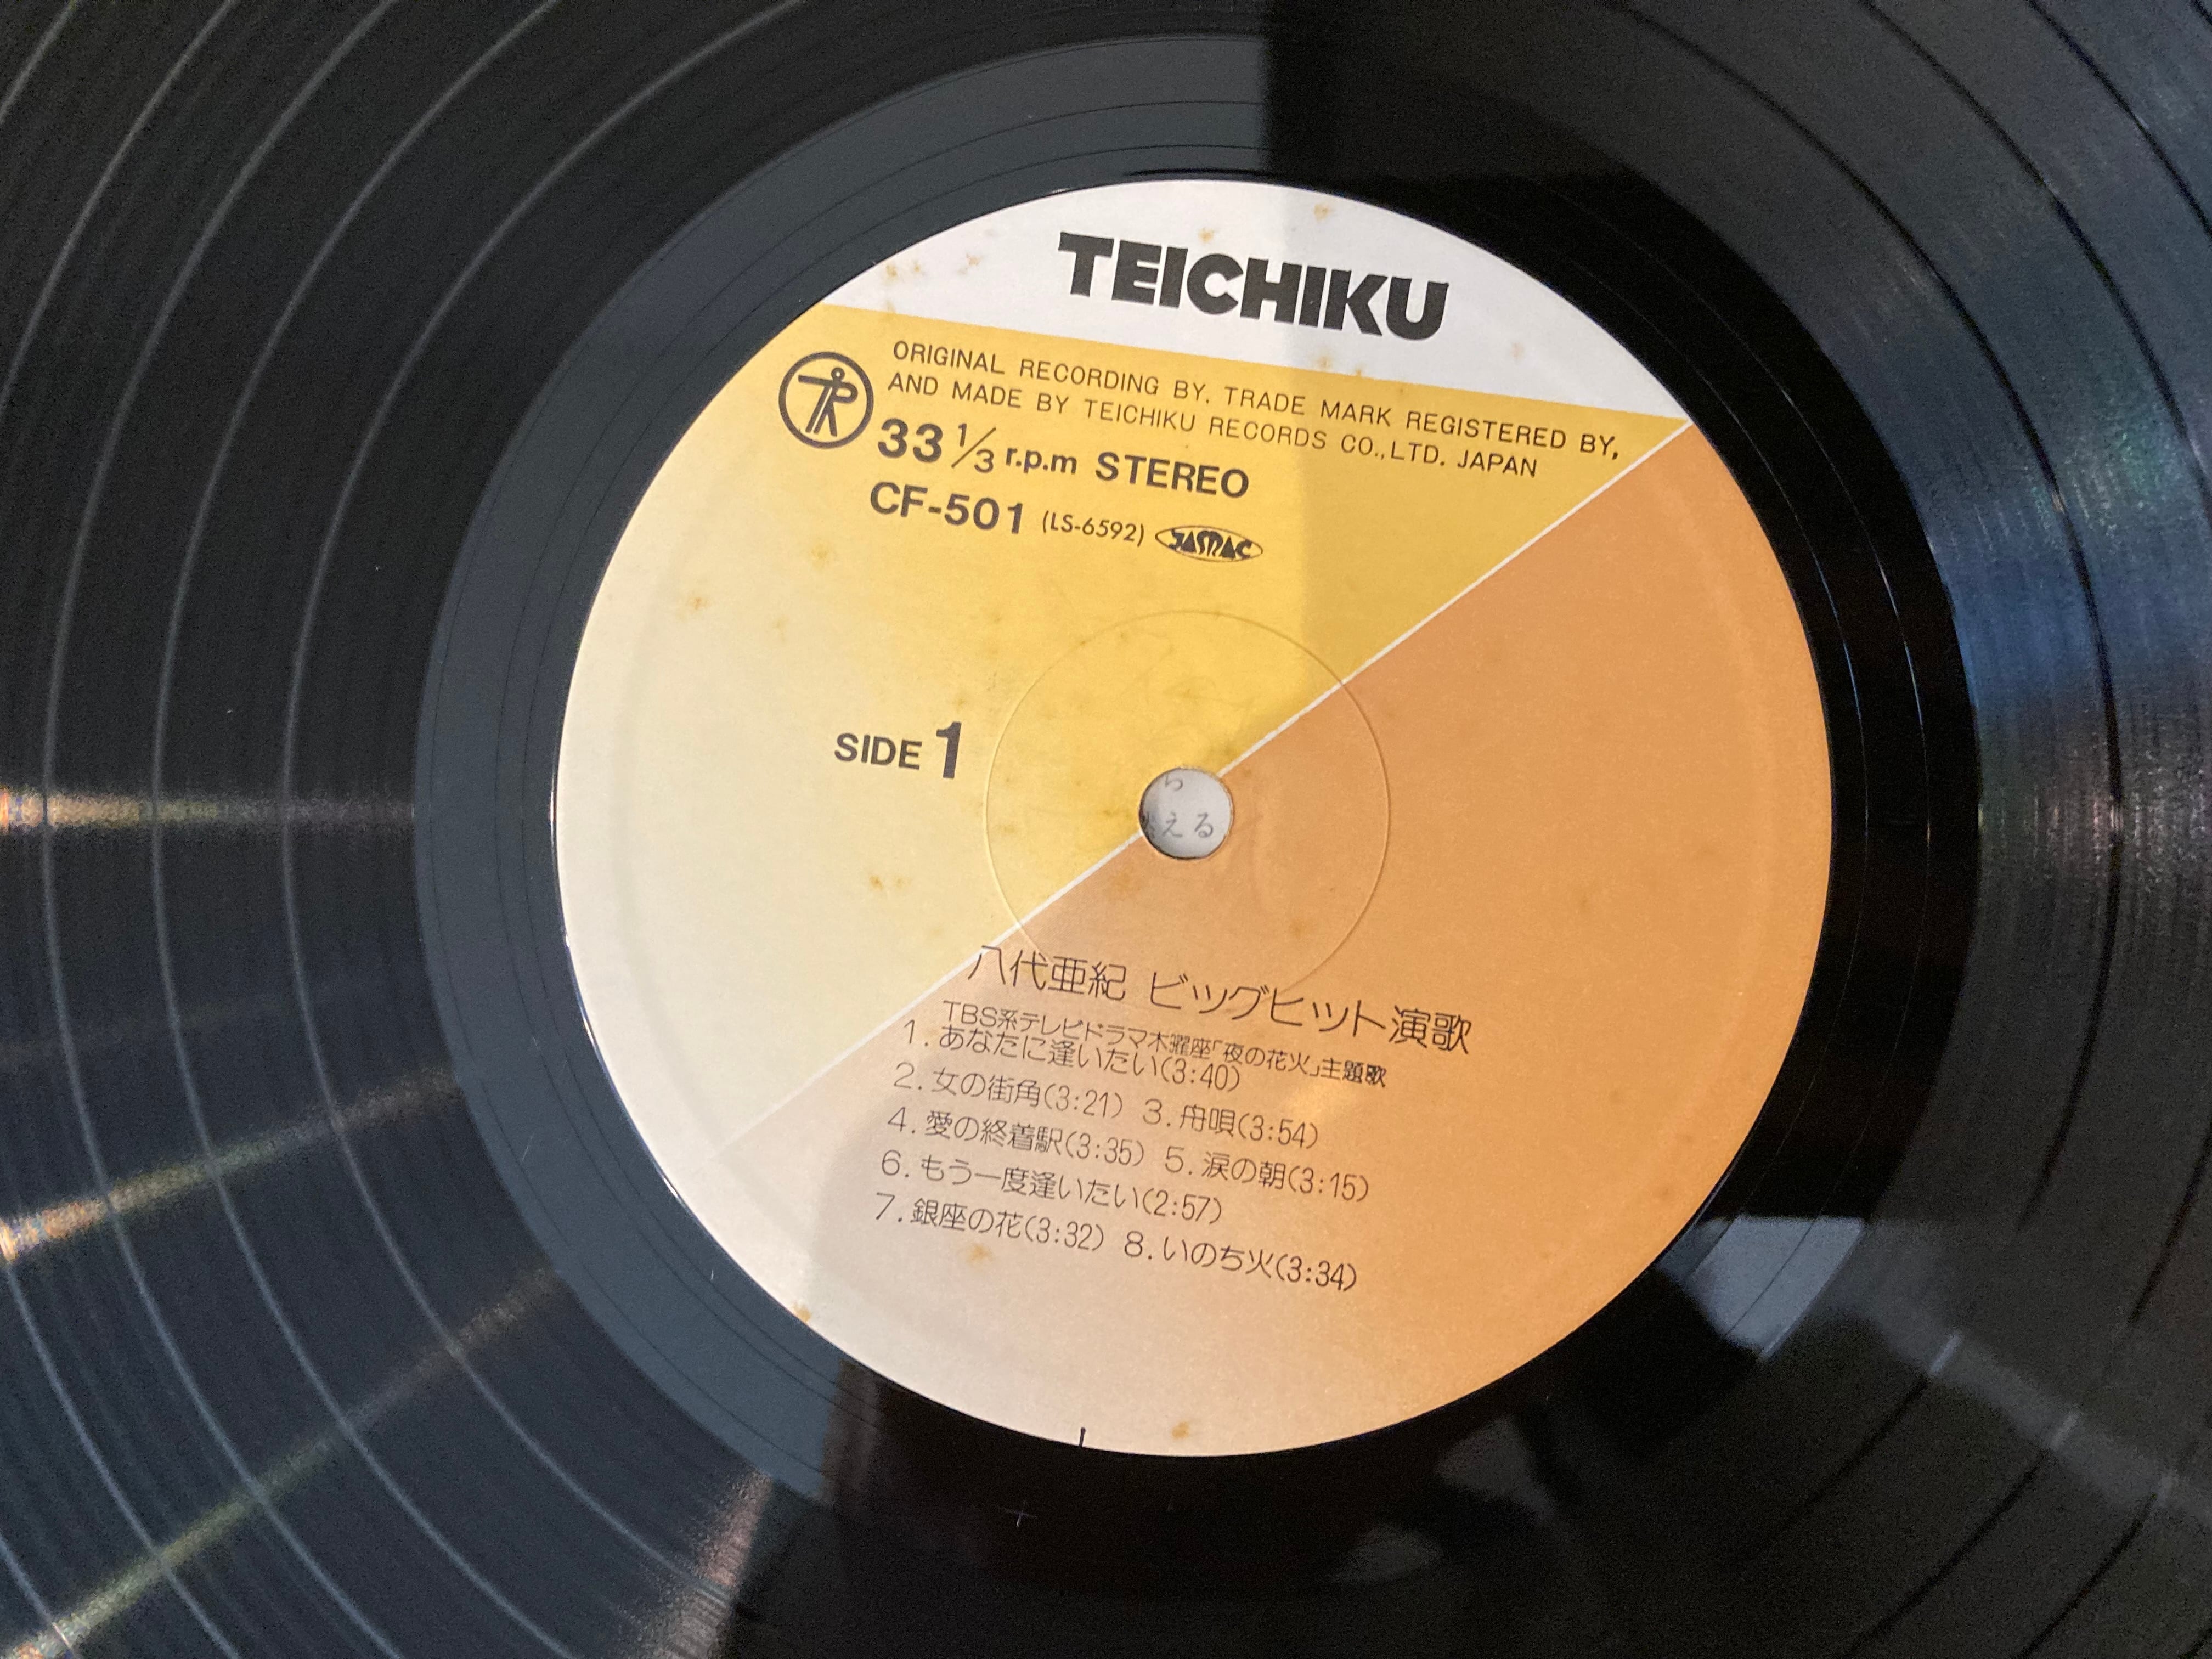 TEICHIKU
ORIGINAL RECORDING BY. TRADE MARK REGISTERED BY,
AND MADE BY TEICHIKU RECORDS CO.,LTD. JAPAN
33 1/3 r.p.m STEREO
CF-501 (LS-6592) JASRAC
SIDE 1
ら
える
八代亜紀 ビッグヒット演歌
TBS系テレビドラマ木曜座「夜の花火」主題歌
1. あなたに逢いたい(3:40)
2. 女の街角(3:21) 3. 舟唄(3:54)
4. 愛の終着駅(3:35) 5. 涙の朝(3:15)
6. もう一度逢いたい(2:57)
7. 銀座の花(3:32) 8. いのち火(3:34)